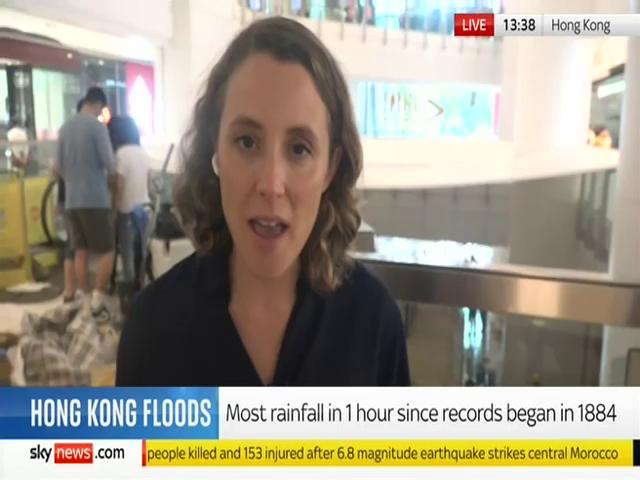 LIVE 13:38 Hong Kong
HONG KONG FLOODS Most rainfall in 1 hour since records began in 1884
sky news.com people killed and 153 injured after 6.8 magnitude earthquake strikes central Morocco